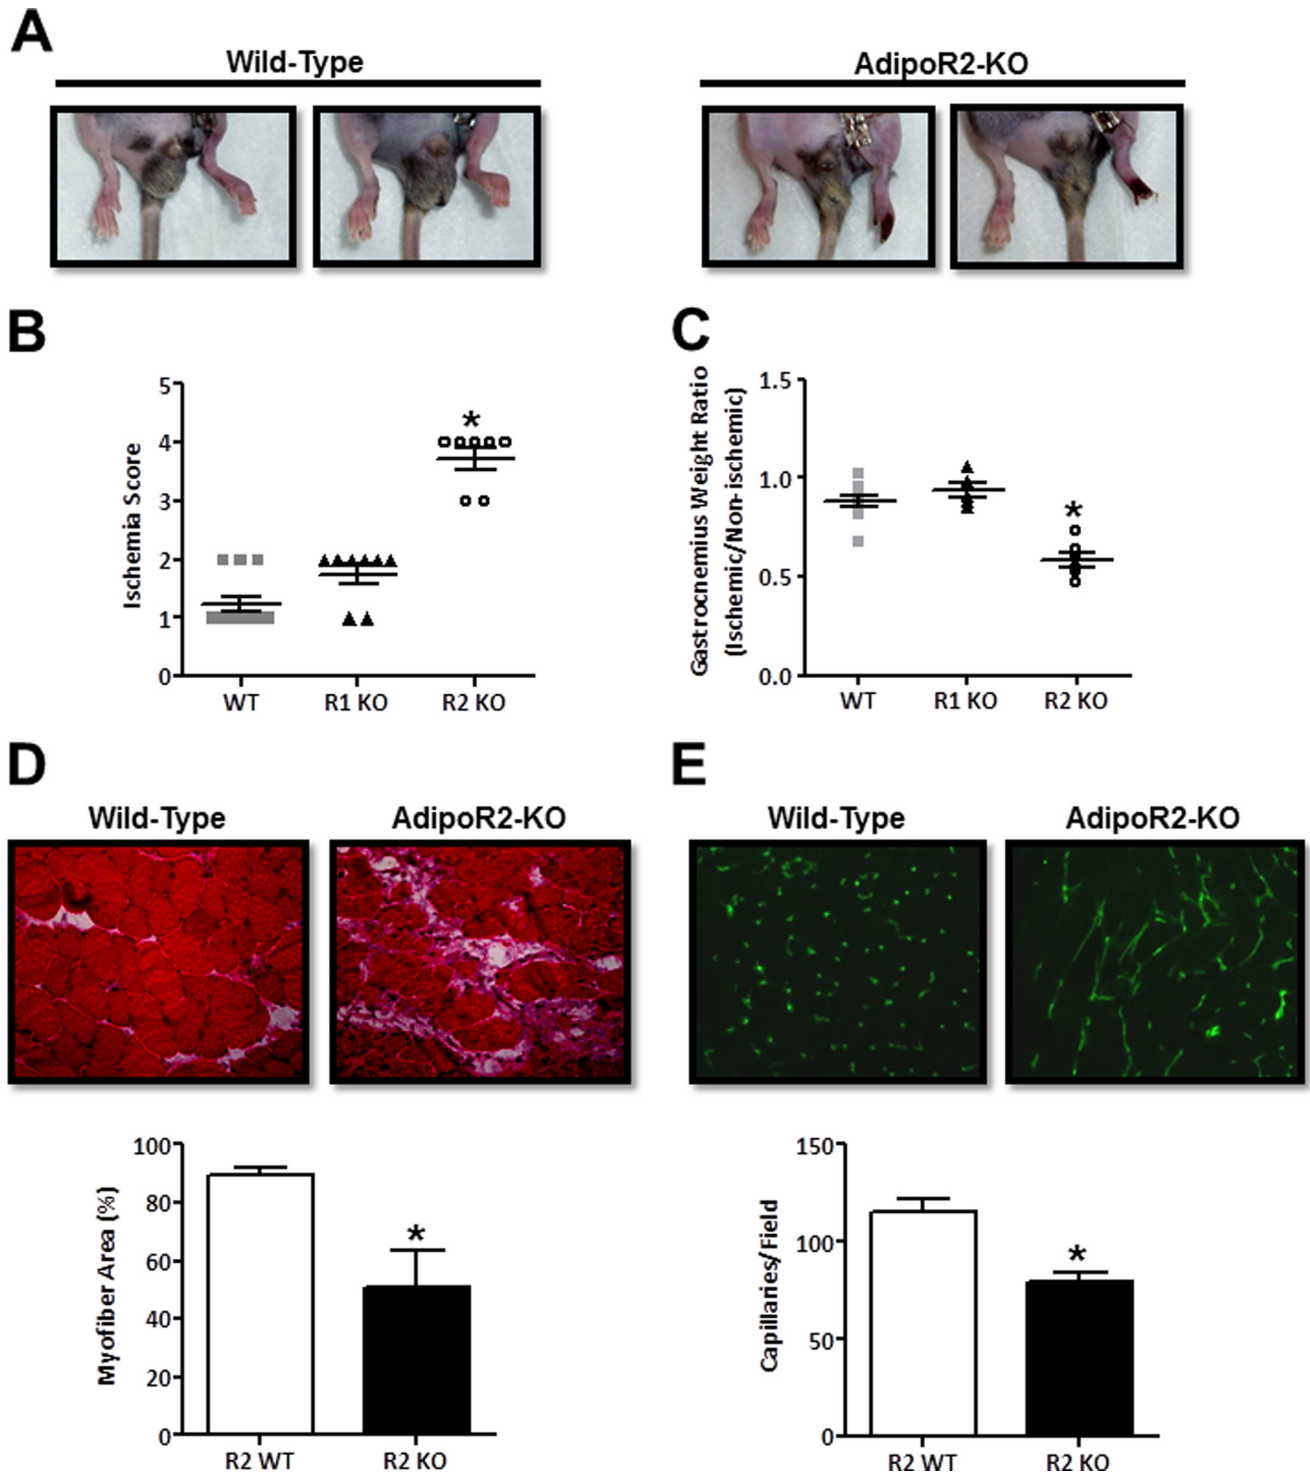 A
Wild-Type
AdipoR2-KO
B
Ischemia Score
5
4
3
2
1
0
*
WT
R1 KO
R2 KO
C
Gastrocnemius Weight Ratio
(Ischemic/Non-ischemic)
1.5
1.0
0.5
0.0
*
WT
R1 KO
R2 KO
D
Wild-Type
AdipoR2-KO
Myofiber Area (%)
100
80
60
40
20
0
*
R2 WT
R2 KO
E
Wild-Type
AdipoR2-KO
Capillaries/Field
150
100
50
0
*
R2 WT
R2 KO